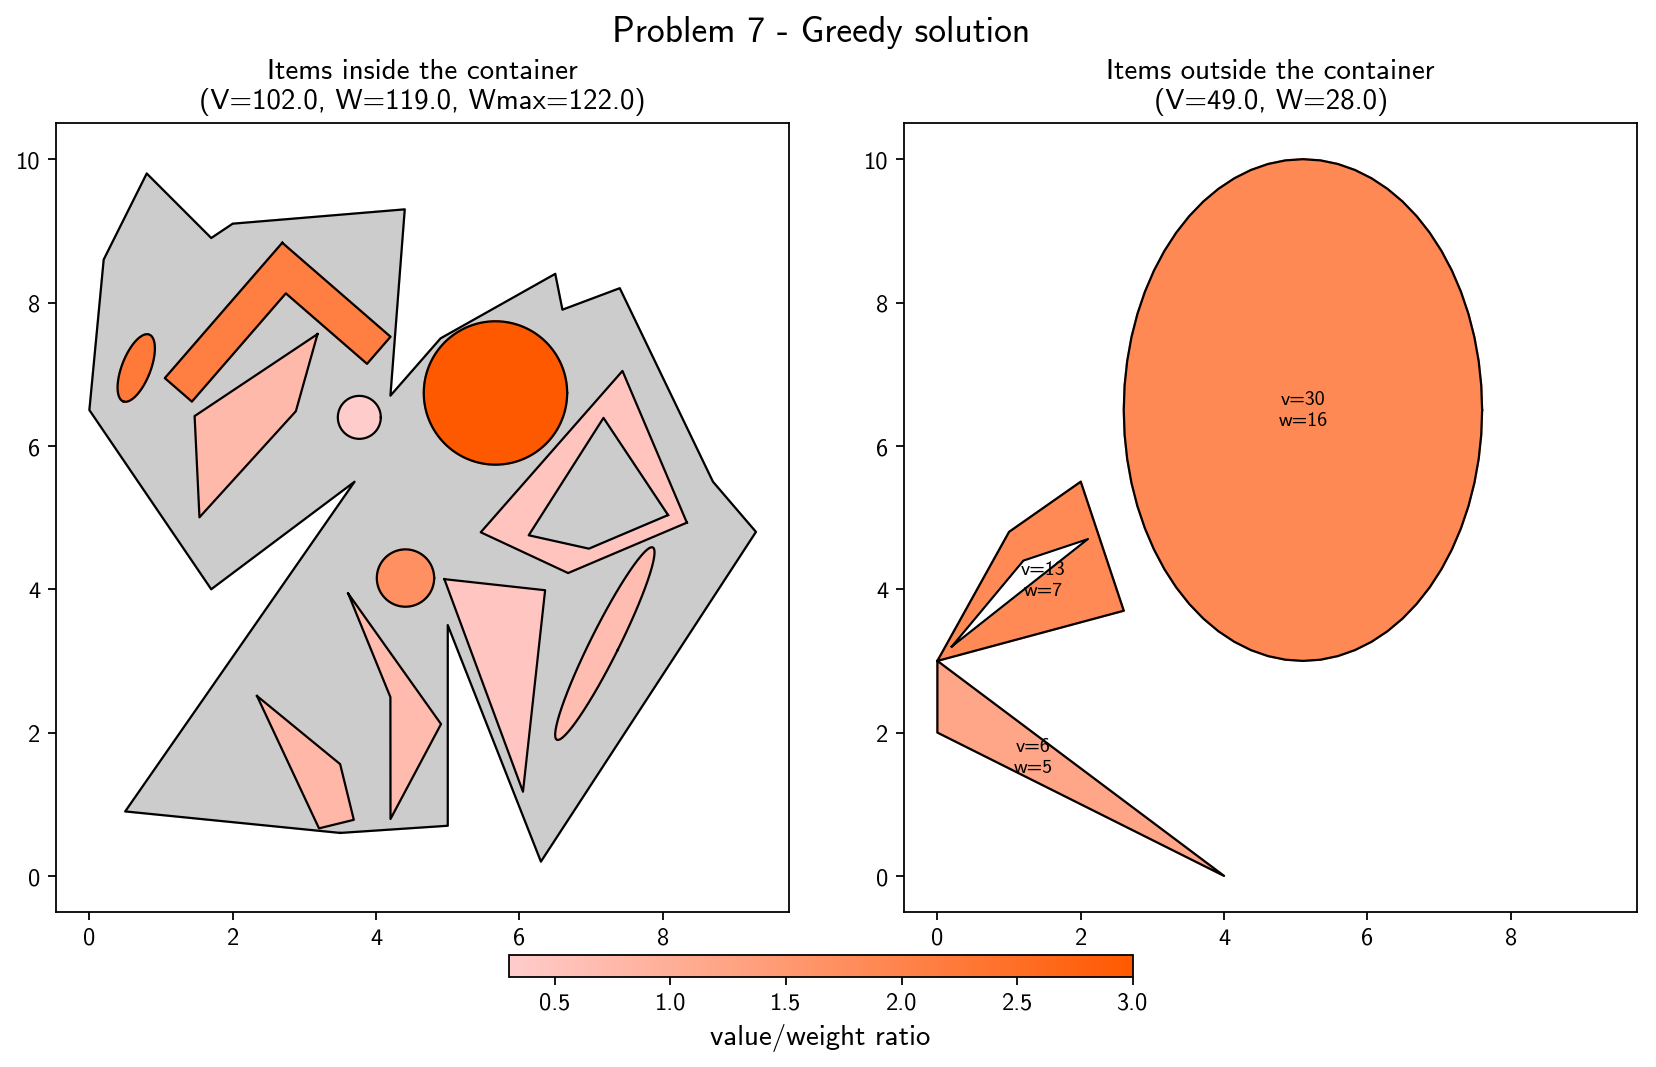 Problem 7 - Greedy solution
Items inside the container
(V=102.0, W=119.0, Wmax=122.0)
Items outside the container
(V=49.0, W=28.0)
10
8
6
4
2
0
0 2 4 6 8
10
8
6
4
2
0
0 2 4 6 8
v=30
w=16
v=13
w=7
v=6
w=5
0.5 1.0 1.5 2.0 2.5 3.0
value/weight ratio